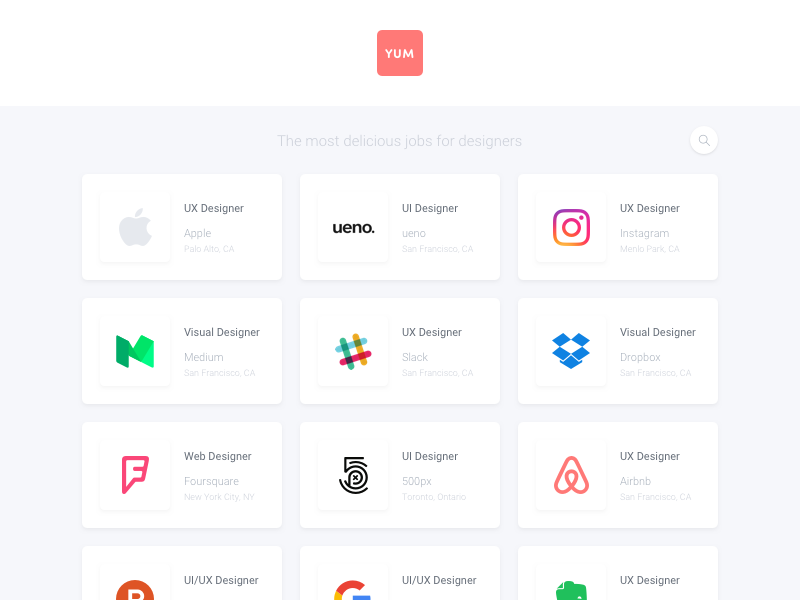 YUM
The most delicious jobs for designers
UX Designer
Apple
Palo Alto, CA
ueno.
UI Designer
ueno
San Francisco, CA
UX Designer
Instagram
Menlo Park, CA
Visual Designer
Medium
San Francisco, CA
UX Designer
Slack
San Francisco, CA
Visual Designer
Dropbox
San Francisco, CA
Web Designer
Foursquare
New York City, NY
5
UI Designer
500px
Toronto, Ontario
UX Designer
Airbnb
San Francisco, CA
UI/UX Designer
UI/UX Designer
UX Designer